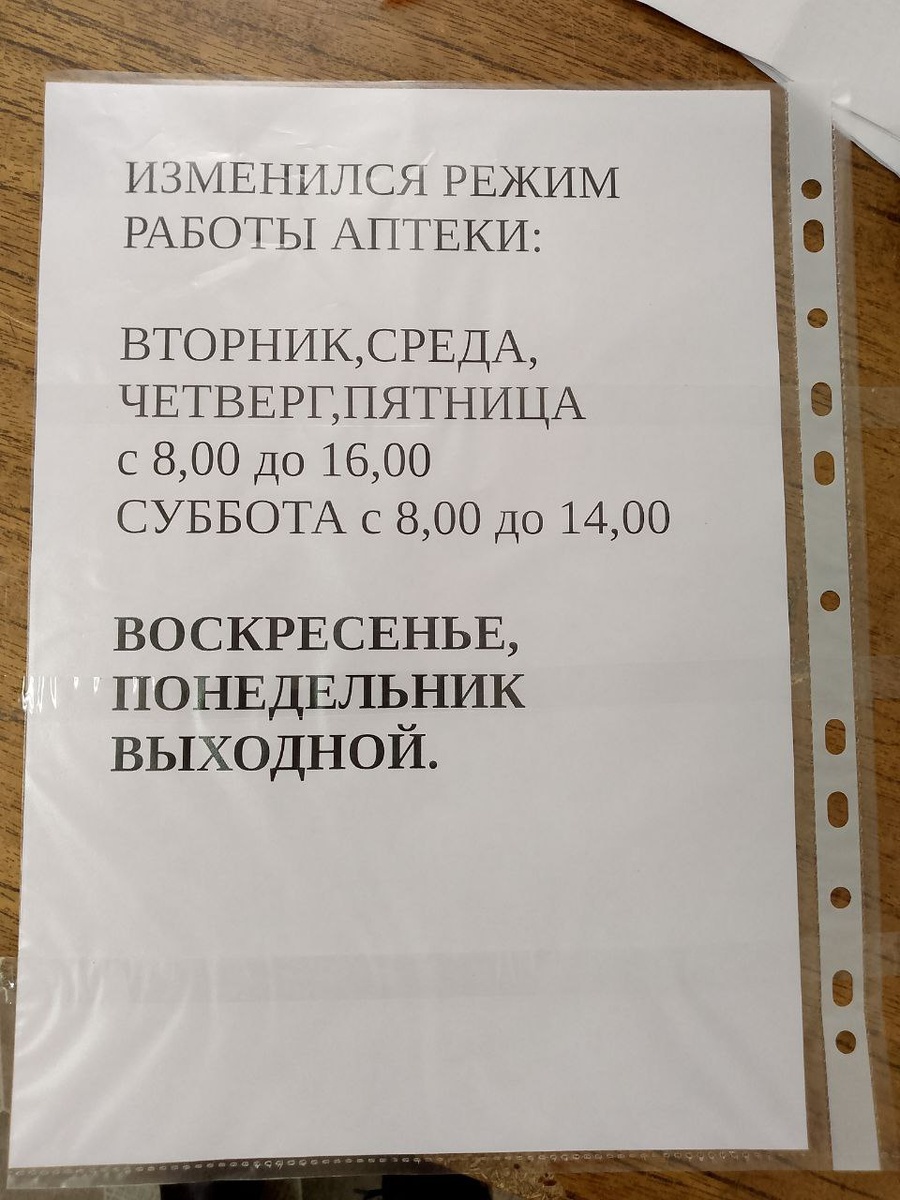 ИЗМЕНИЛСЯ РЕЖИМ
РАБОТЫ АПТЕКИ:
ВТОРНИК,СРЕДА,
ЧЕТВЕРГ,ПЯТНИЦА
с 8,00 до 16,00
СУББОТА с 8,00 до 14,00
ВОСКРЕСЕНЬЕ,
ПОНЕДЕЛЬНИК
ВЫХОДНОЙ.